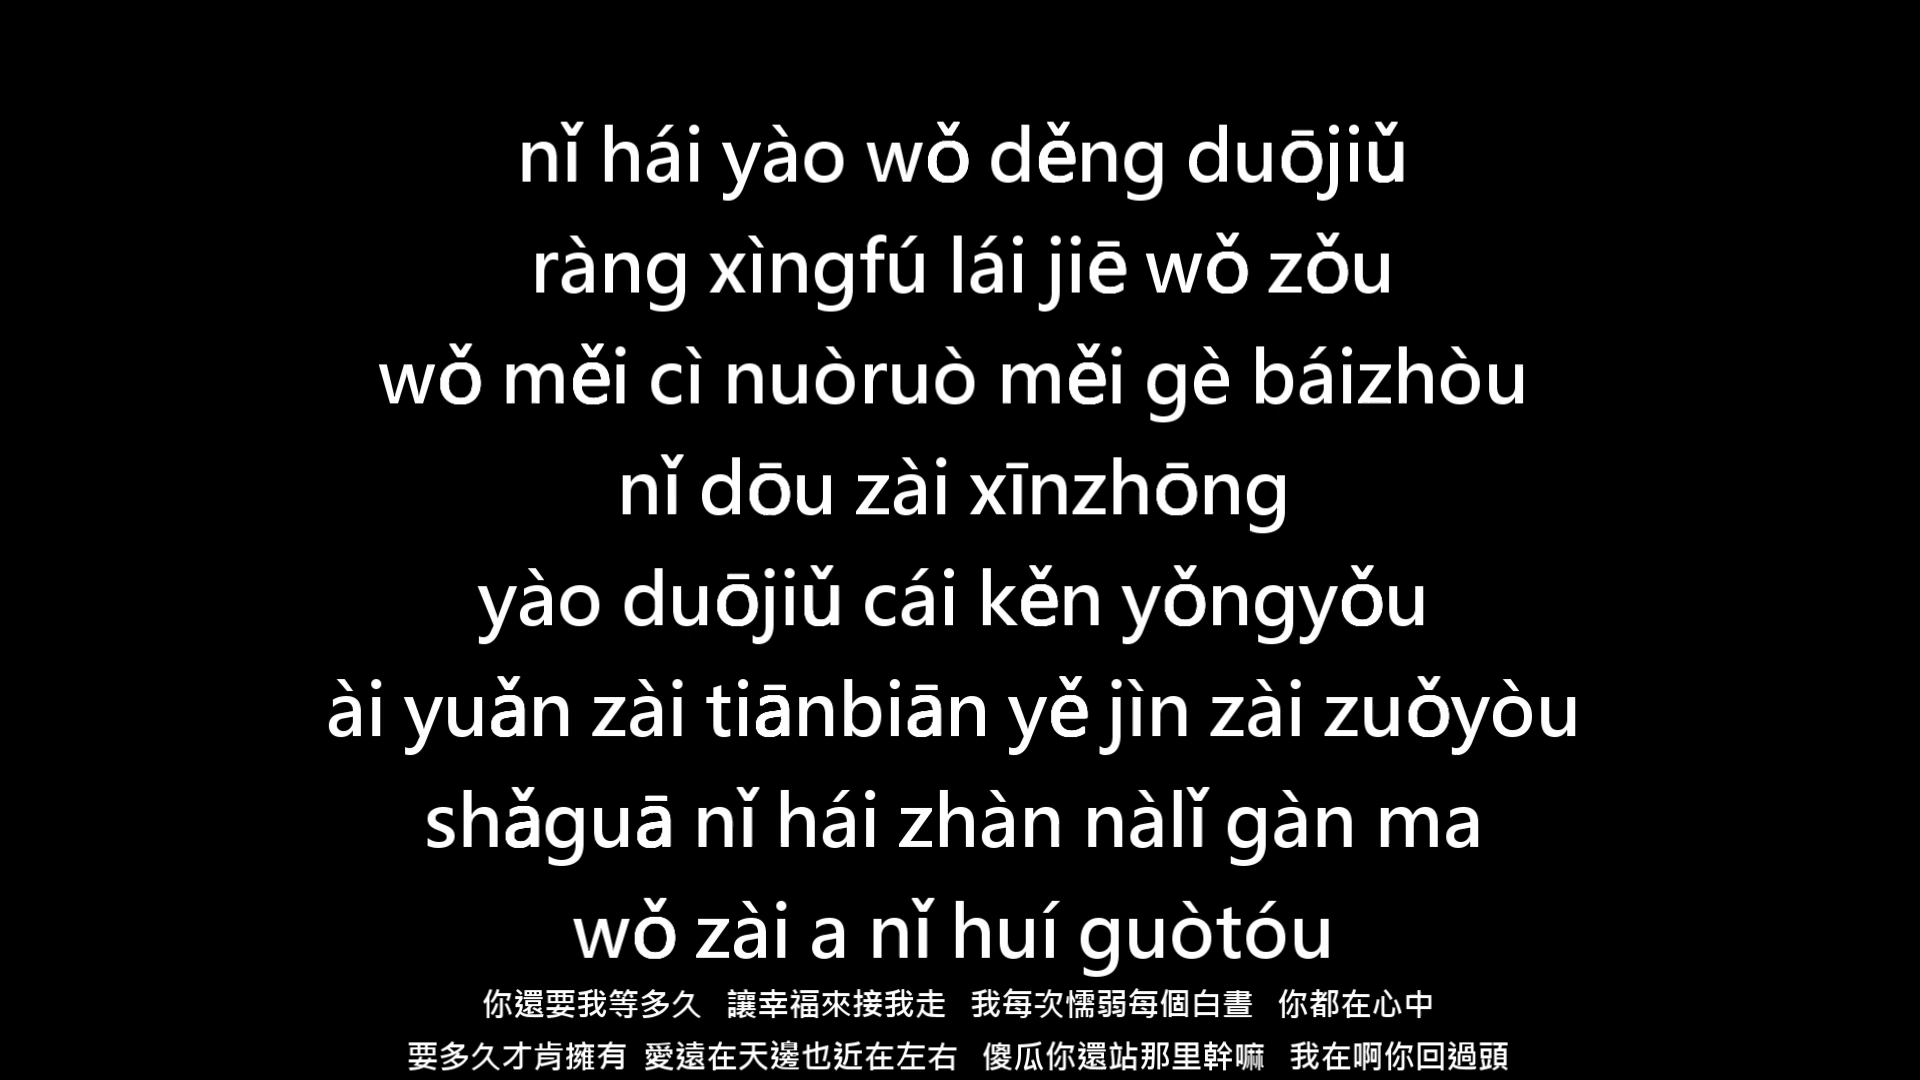 nǐ hái yào wǒ děng duōjiǔ
ràng xìngfú lái jiē wǒ zǒu
wǒ měi cì nuòruò měi gè báizhòu
nǐ dōu zài xīnzhōng
yào duōjiǔ cái kěn yǒngyǒu
ài yuǎn zài tiānbiān yě jìn zài zuǒyòu
shǎguā nǐ hái zhàn nàlǐ gàn ma
wǒ zài a nǐ huí guòtóu
你還要我等多久 讓幸福來接我走 我每次懦弱每個白晝 你都在心中
要多久才肯擁有 愛遠在天邊也近在左右 傻瓜你還站那里幹嘛 我在啊你回過頭